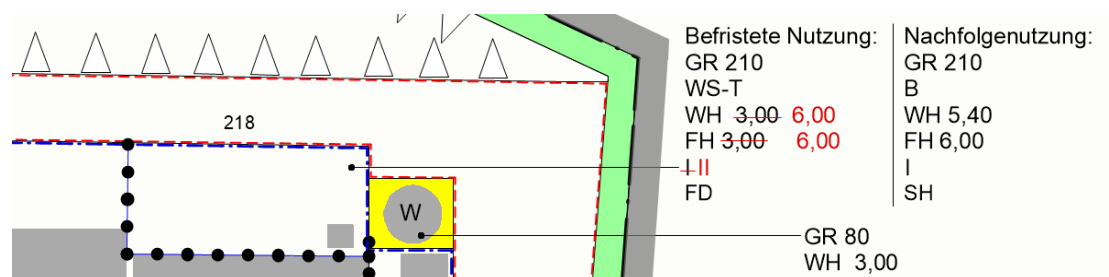 Befristete Nutzung:
GR 210
WS-T
WH 3,00 6,00
FH 3,00 6,00
I II
FD
Nachfolgenutzung:
GR 210
B
WH 5,40
FH 6,00
I
SH
218
W
GR 80
WH 3,00